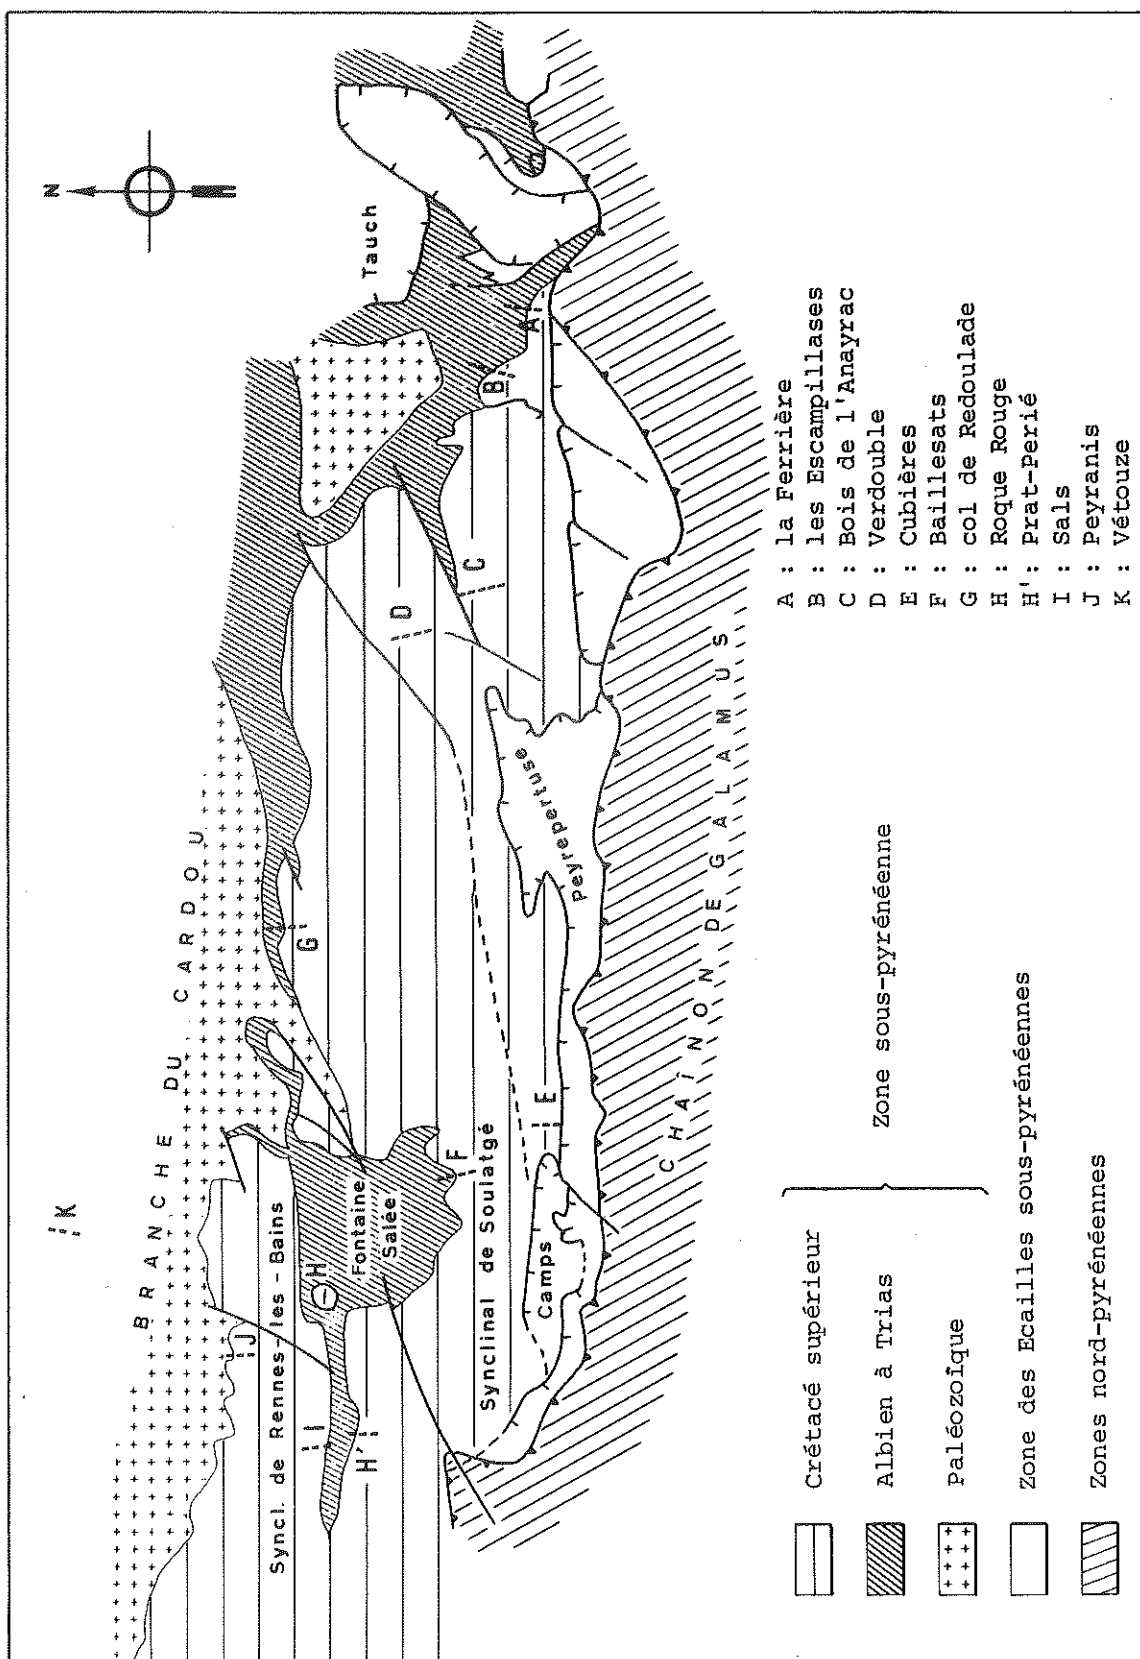 N
BRANCHE DU CARDOU
K
J
Syncl. de Rennes-les-Bains
I
H
H'
Fontaine
Salée
F
G
Synclinal de Soulatgé
Camps
E
Peyrepertuse
D
C
B
A
Tauch
CHAÎNON DE GALAMUS
A : la Ferrière
B : les Escampillases
C : Bois de l'Anayrac
D : Verdouble
E : Cubières
F : Baillesats
G : col de Redoulade
H : Roque Rouge
H': Prat-Perié
I : Sals
J : Peyranis
K : Vétouze
Crétacé supérieur
Albien à Trias
Paléozoïque
Zone sous-pyrénéenne
Zone des Ecailles sous-pyrénéennes
Zones nord-pyrénéennes